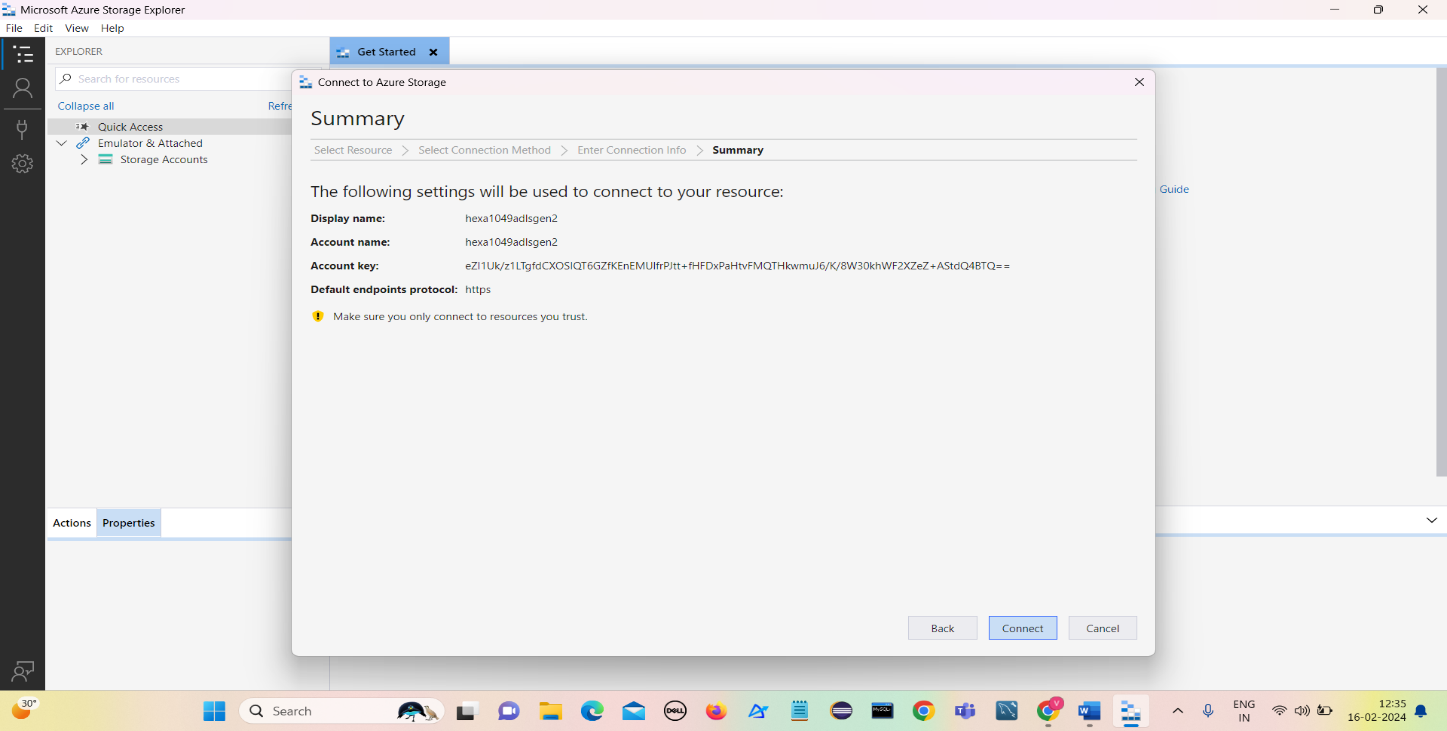 Microsoft Azure Storage Explorer
File Edit View Help
EXPLORER
Get Started
Search for resources
Connect to Azure Storage
Collapse all Refre
Summary
Quick Access
Emulator & Attached
Select Resource > Select Connection Method > Enter Connection Info > Summary
Storage Accounts
The following settings will be used to connect to your resource:
Guide
Display name: hexa1049adlsgen2
Account name: hexa1049adlsgen2
Account key:
Default endpoints protocol: https
Make sure you only connect to resources you trust.
Actions Properties
Back Connect Cancel
30°
Search
DELL
MySQL
V
T
W
ENG
IN
12:35
16-02-2024